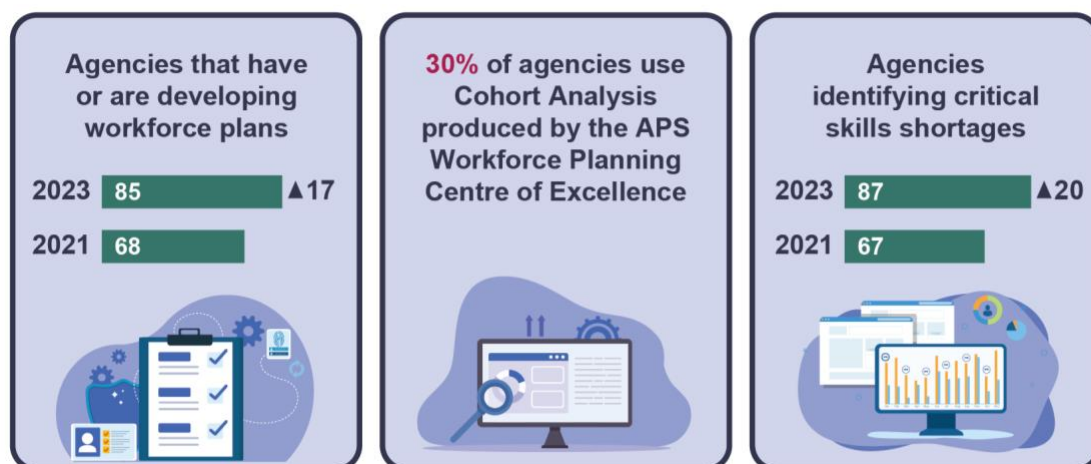 Agencies that have
or are developing
workforce plans
2023 85 ▲17
2021 68
30% of agencies use
Cohort Analysis
produced by the APS
Workforce Planning
Centre of Excellence
Agencies
identifying critical
skills shortages
2023 87 ▲20
2021 67